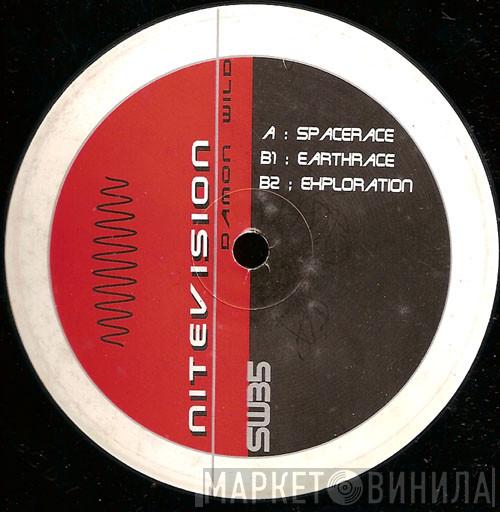 A : SPACERACE
B1 : EARTHRACE
B2 ; EXPLORATION
NITEVISION
DAMON WILD
SW35
МАРКЕТ ВИНИЛА